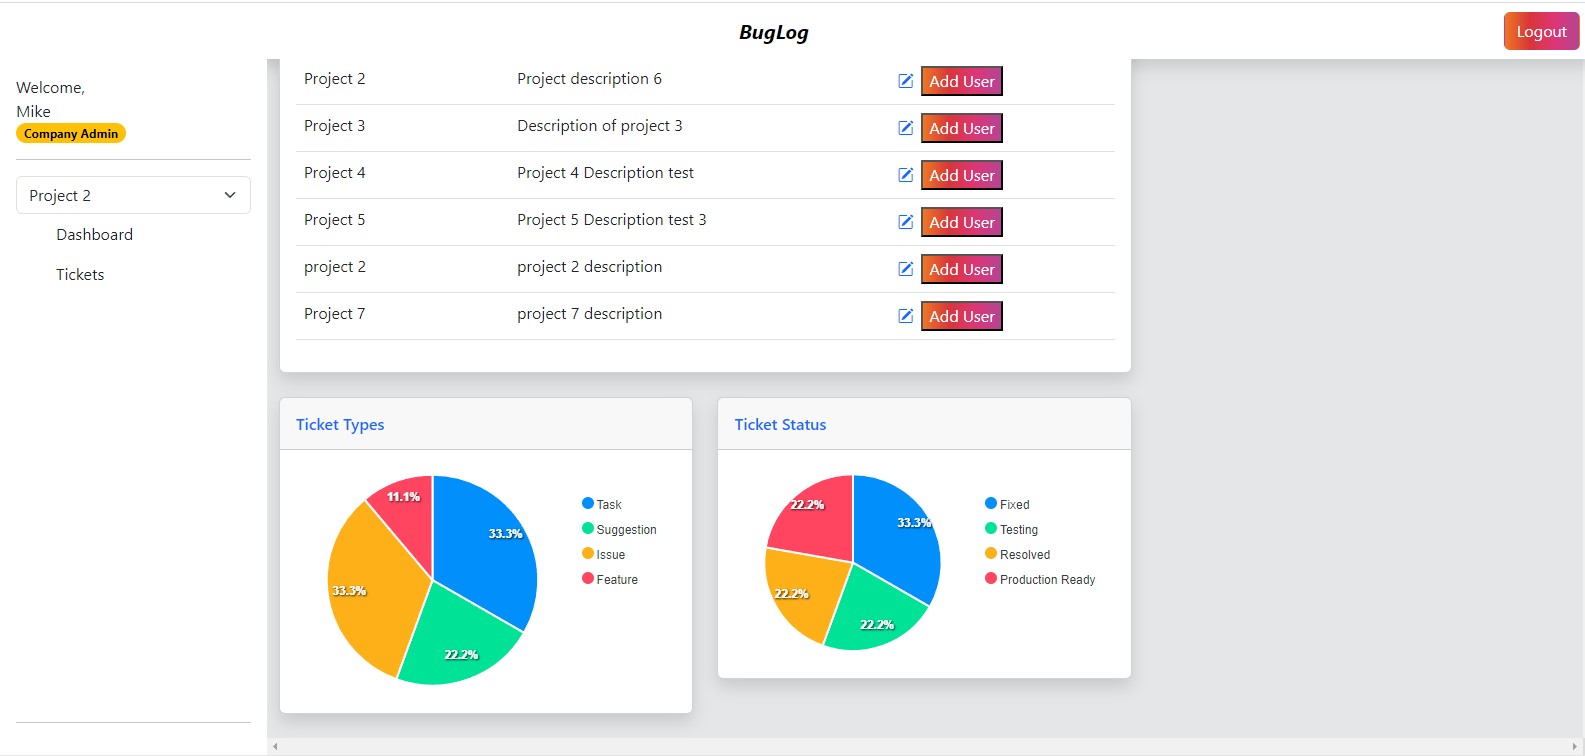 BugLog
Logout
Welcome,
Mike
Company Admin
Project 2
Dashboard
Tickets
Project 2 Project description 6 Add User
Project 3 Description of project 3 Add User
Project 4 Project 4 Description test Add User
Project 5 Project 5 Description test 3 Add User
project 2 project 2 description Add User
Project 7 project 7 description Add User
Ticket Types
11.1%
33.3%
33.3%
22.2%
Task
Suggestion
Issue
Feature
Ticket Status
22.2%
33.3%
22.2%
22.2%
Fixed
Testing
Resolved
Production Ready